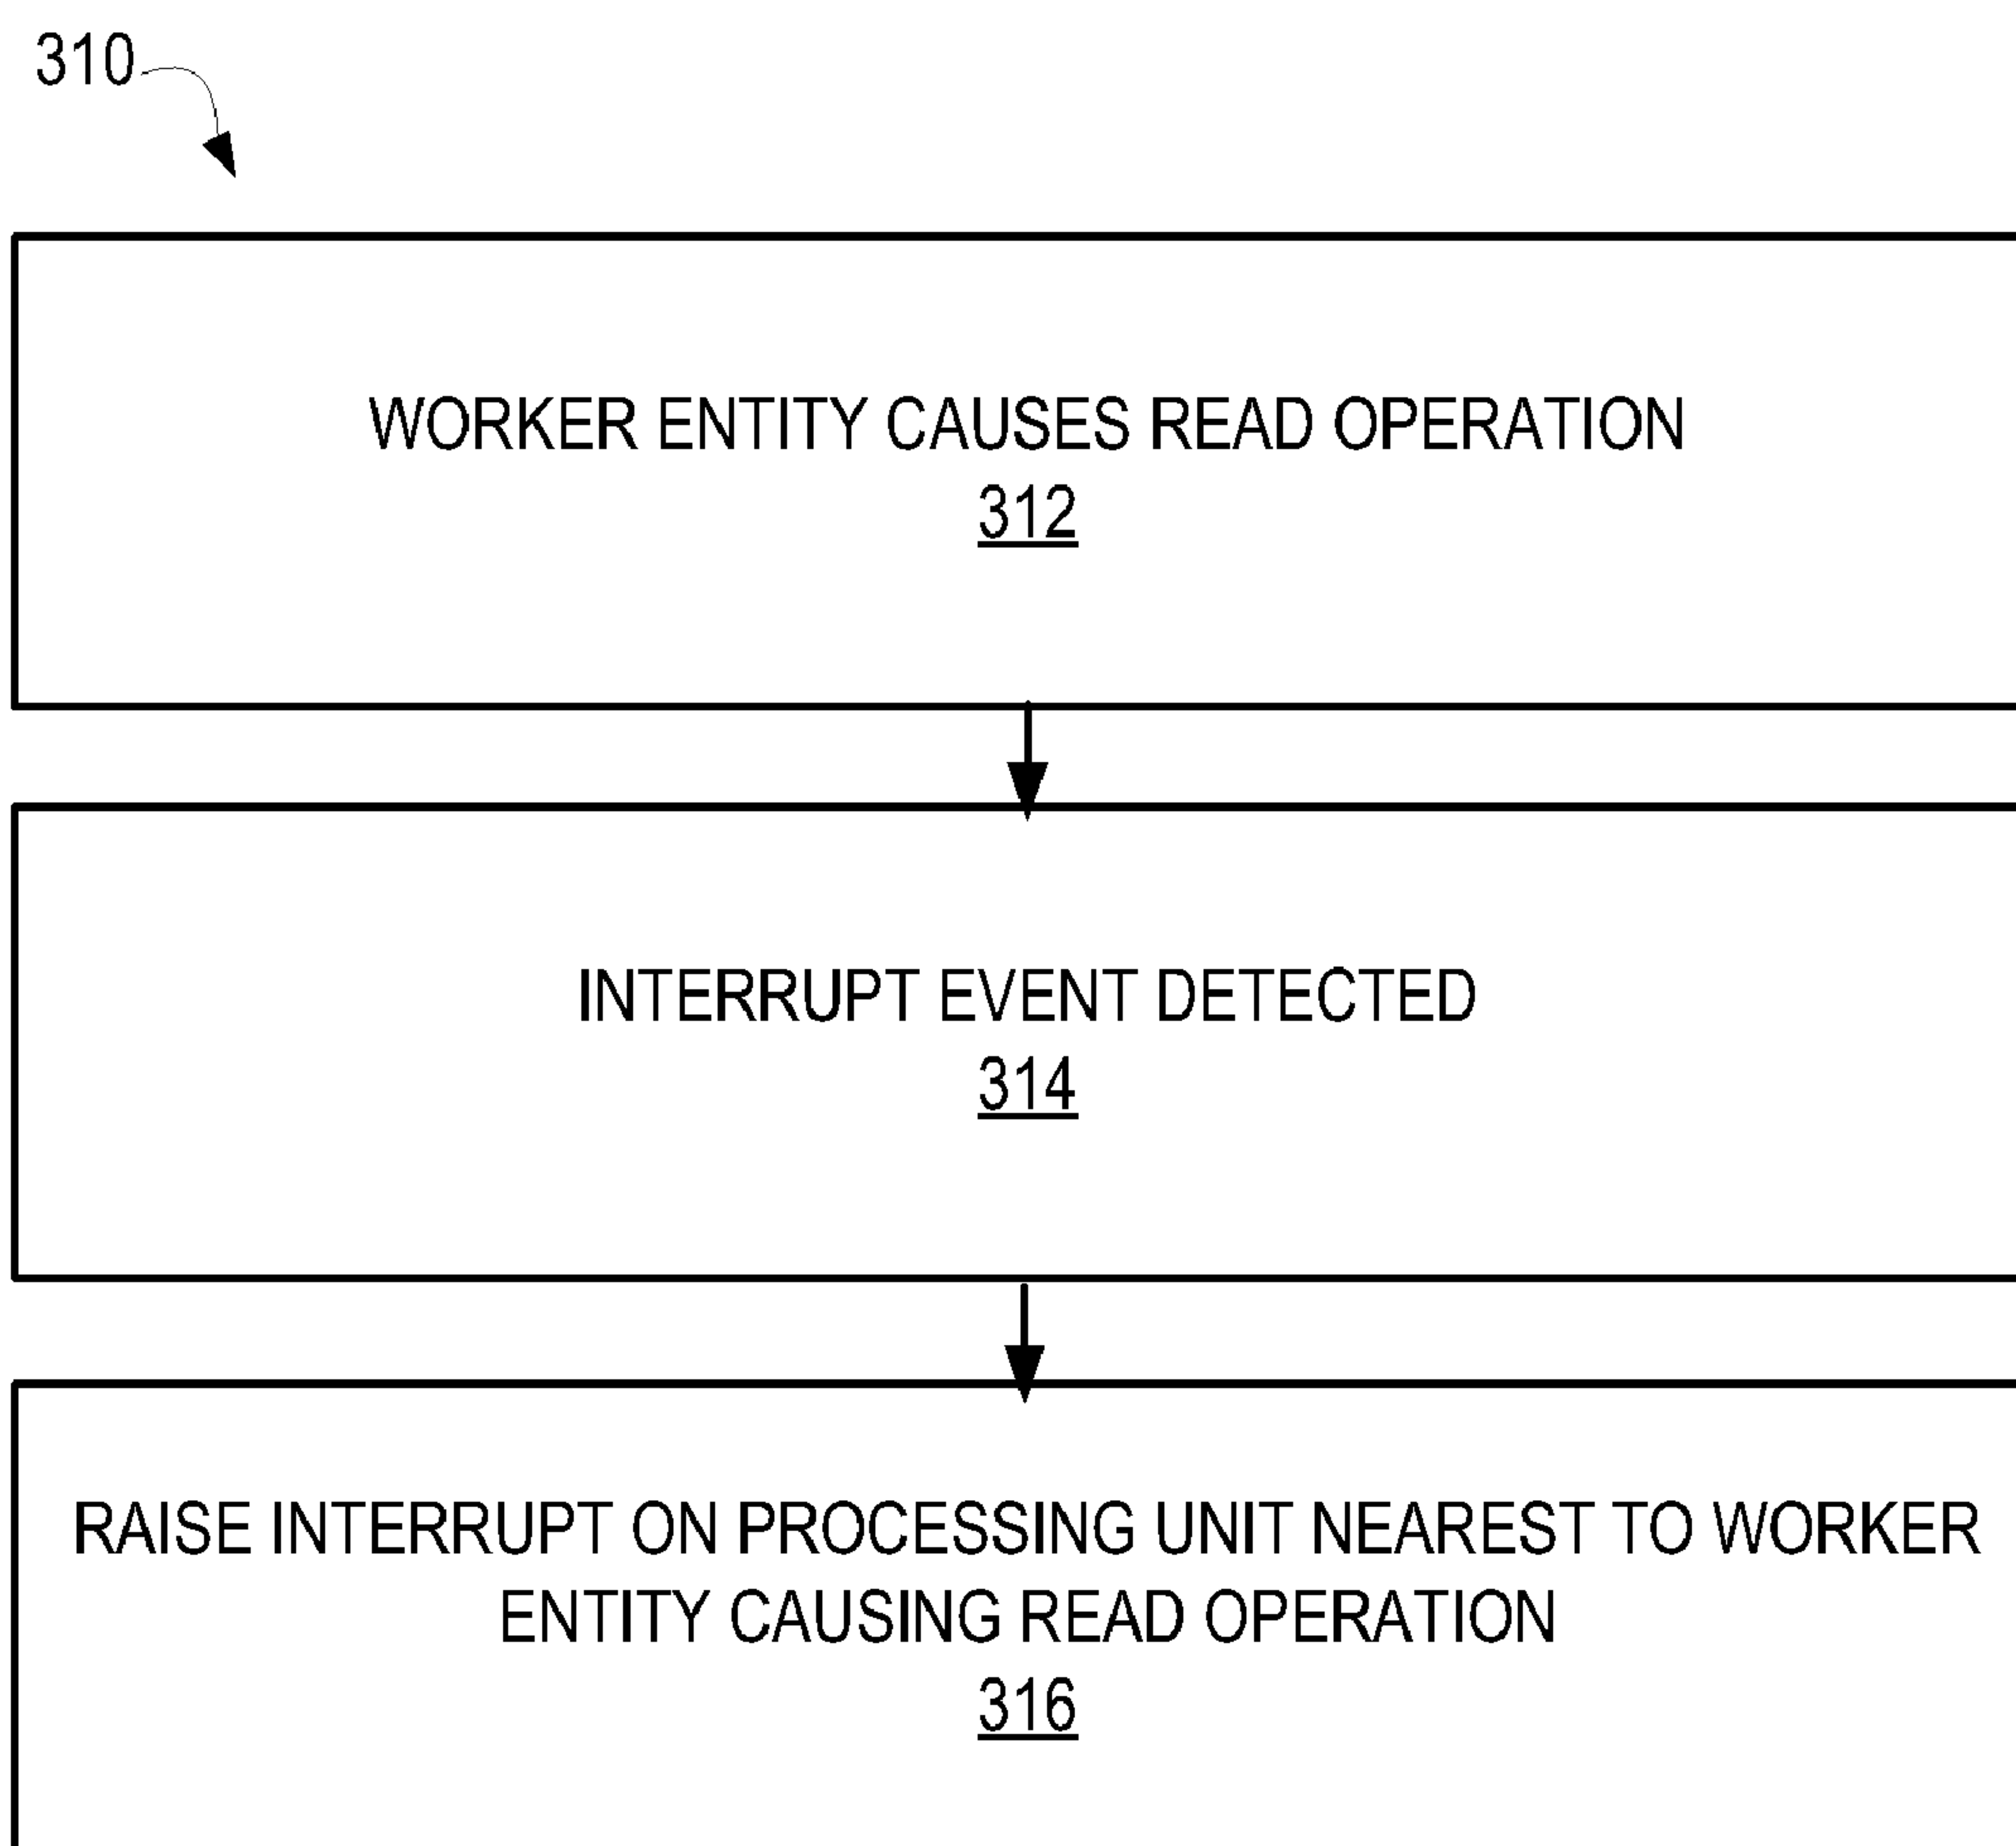 310
WORKER ENTITY CAUSES READ OPERATION
312
INTERRUPT EVENT DETECTED
314
RAISE INTERRUPT ON PROCESSING UNIT NEAREST TO WORKER
ENTITY CAUSING READ OPERATION
316